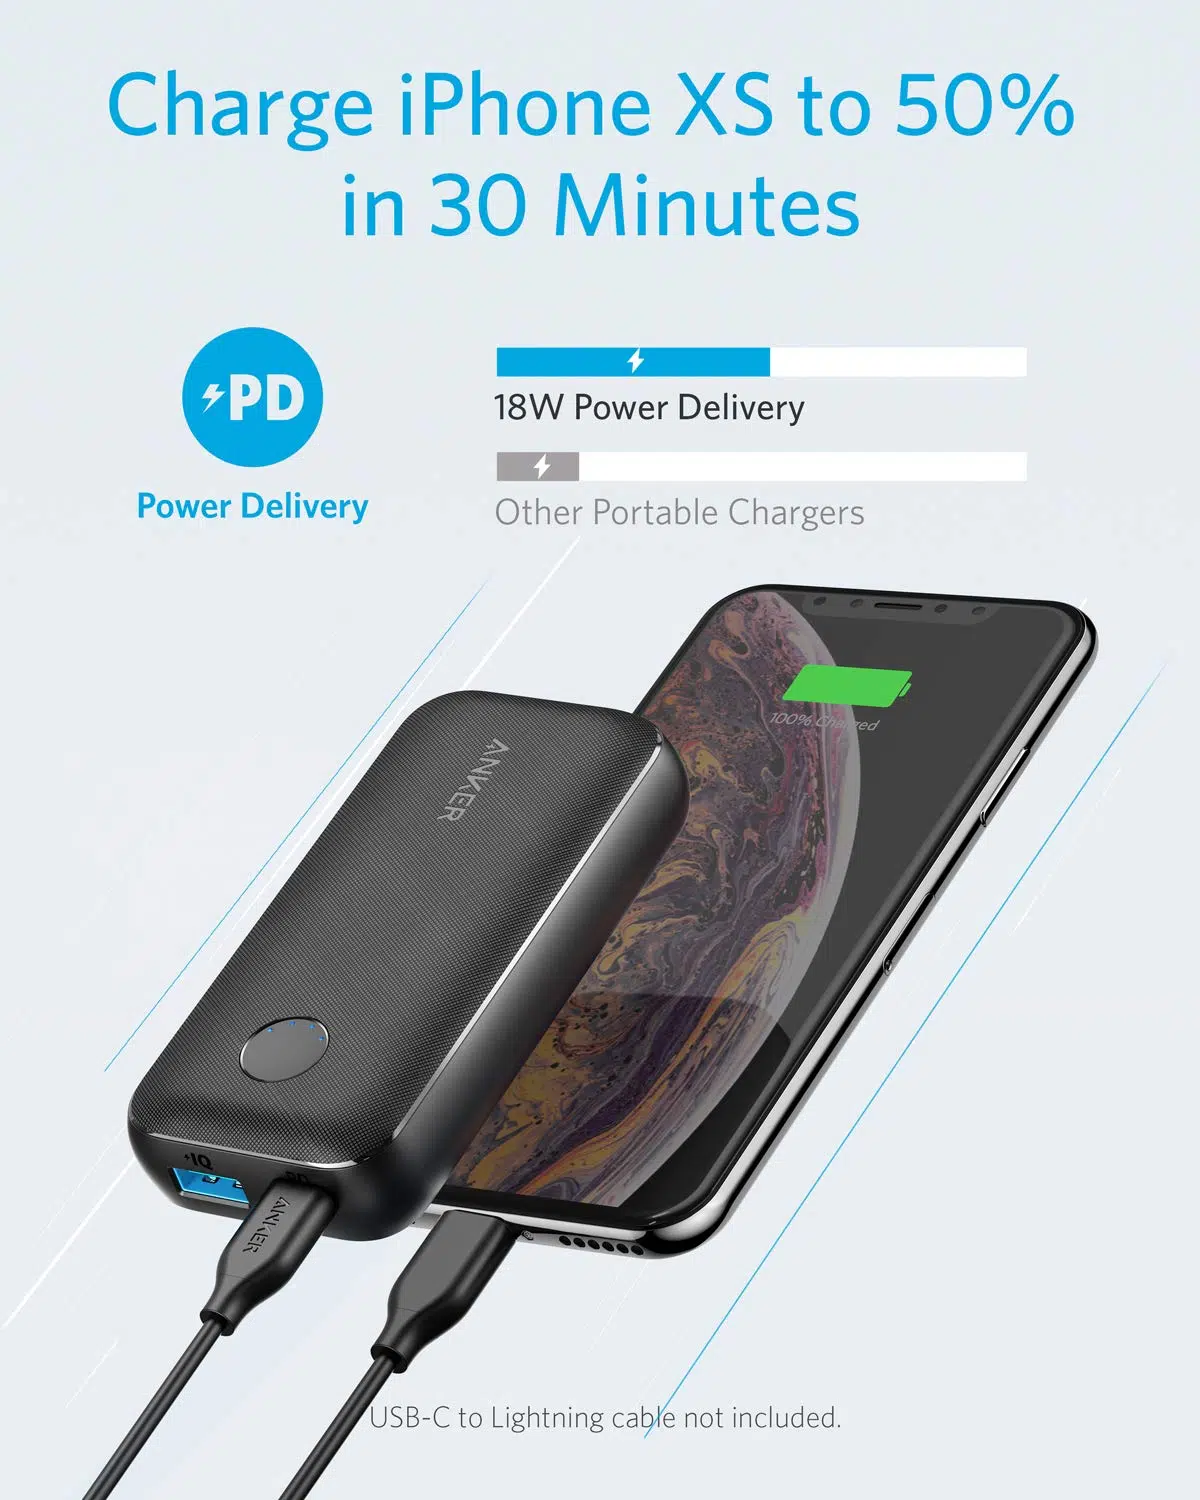 Charge iPhone XS to 50%
in 30 Minutes
PD
Power Delivery
18W Power Delivery
Other Portable Chargers
100% Charged
ANKER
IQ
PD
ANKER
USB-C to Lightning cable not included.